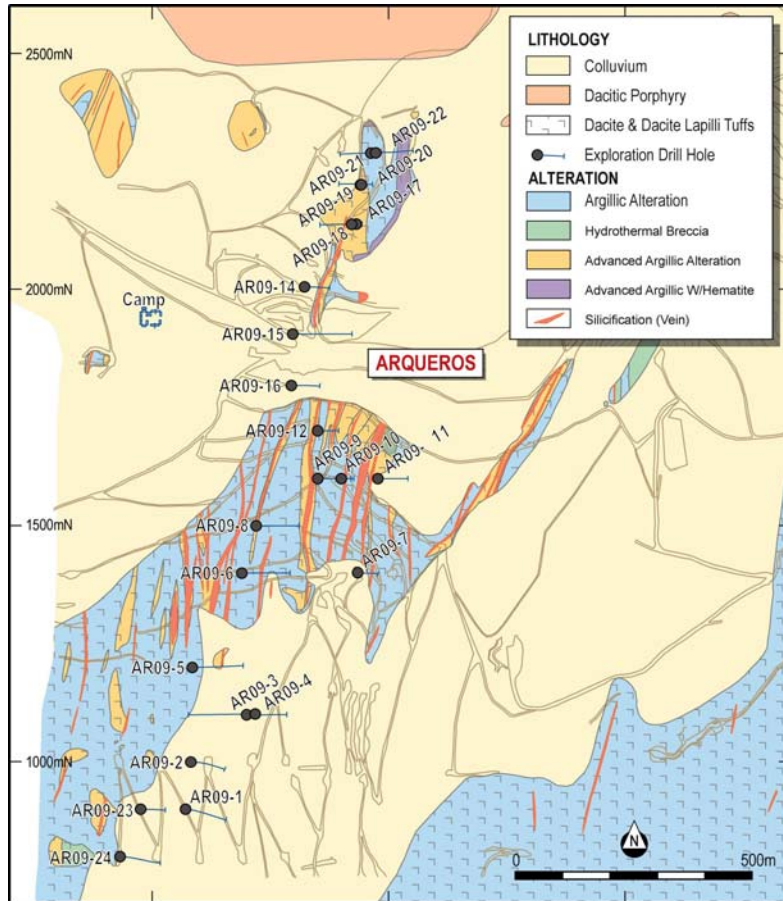 2500mN
2000mN
1500mN
1000mN
LITHOLOGY
Colluvium
Dacitic Porphyry
Dacite & Dacite Lapilli Tuffs
Exploration Drill Hole
ALTERATION
Argillic Alteration
Hydrothermal Breccia
Advanced Argillic Alteration
Advanced Argillic W/Hematite
Silicification (Vein)
AR09-22
AR09-21
AR09-20
AR09-19
AR09-17
AR09-18
AR09-14
Camp
AR09-15
ARQUEROS
AR09-16
AR09-12
AR09-9
AR09-10
AR09- 11
AR09-8
AR09-7
AR09-6
AR09-5
AR09-3
AR09-4
AR09-2
AR09-1
AR09-23
AR09-24
N
0
500m